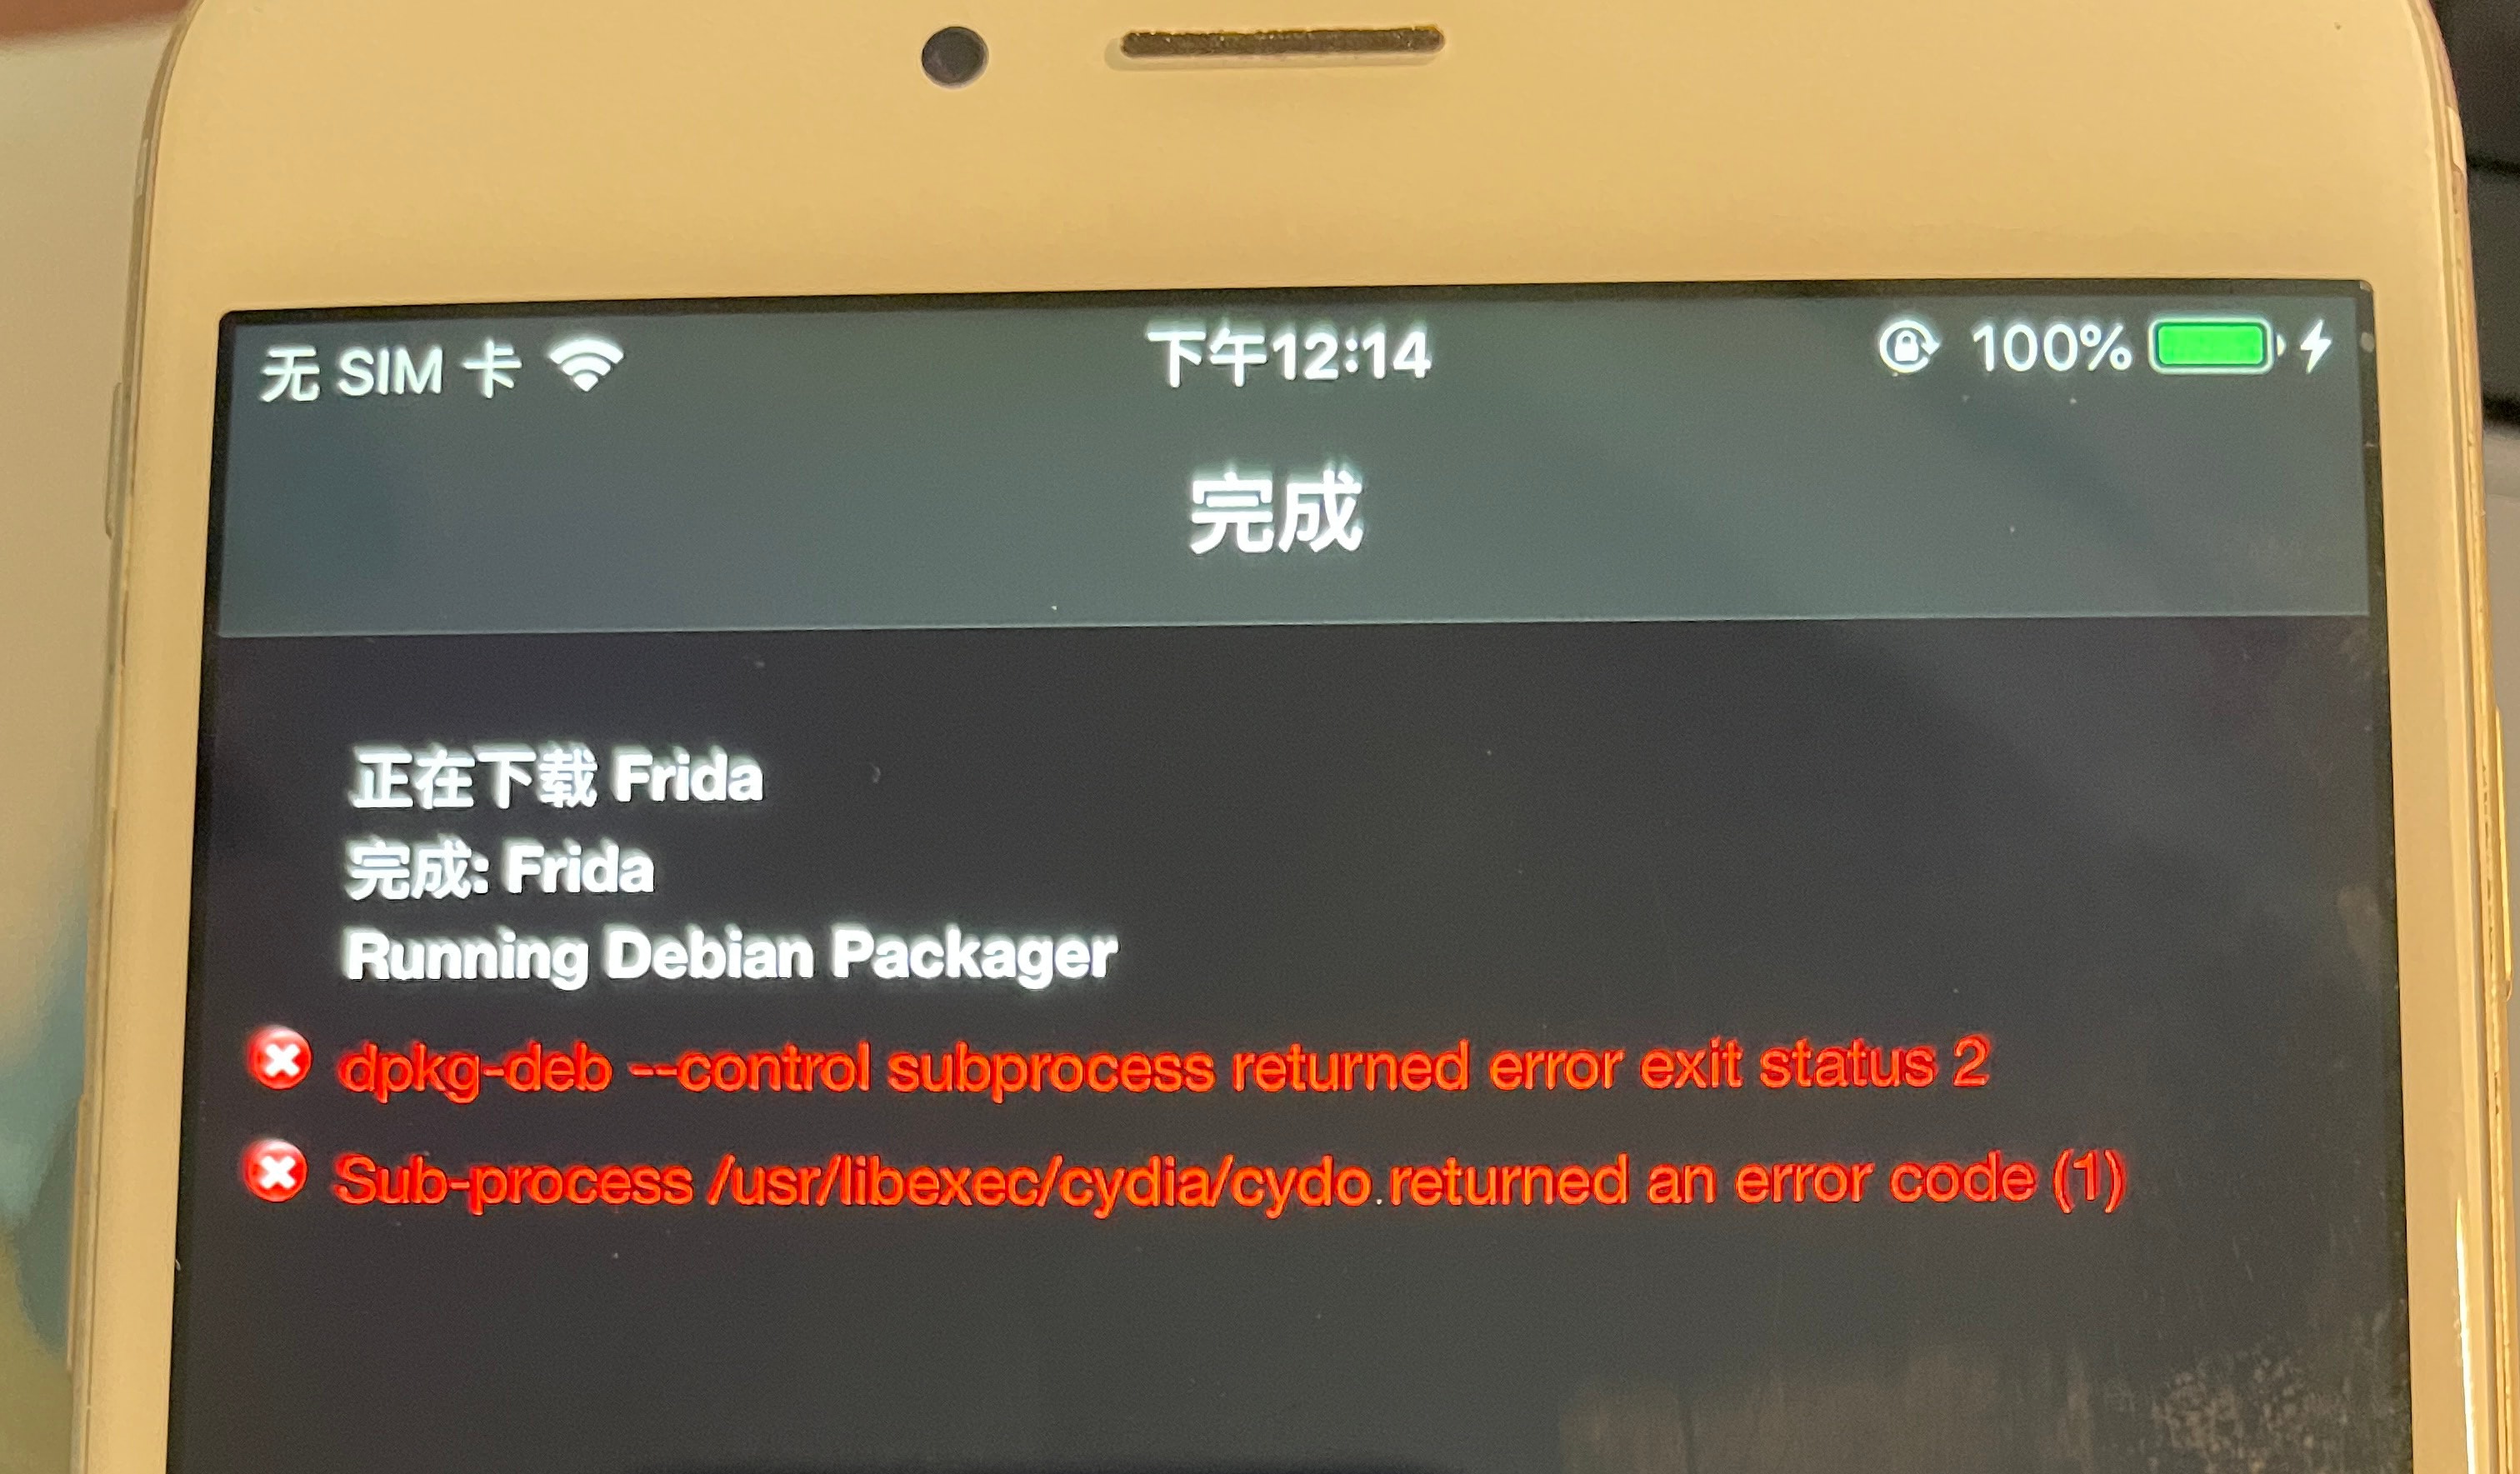 无 SIM 卡 下午12:14 100%
完成
正在下载 Frida
完成: Frida
Running Debian Packager
dpkg-deb --control subprocess returned error exit status 2
Sub-process /usr/libexec/cydia/cydo returned an error code (1)